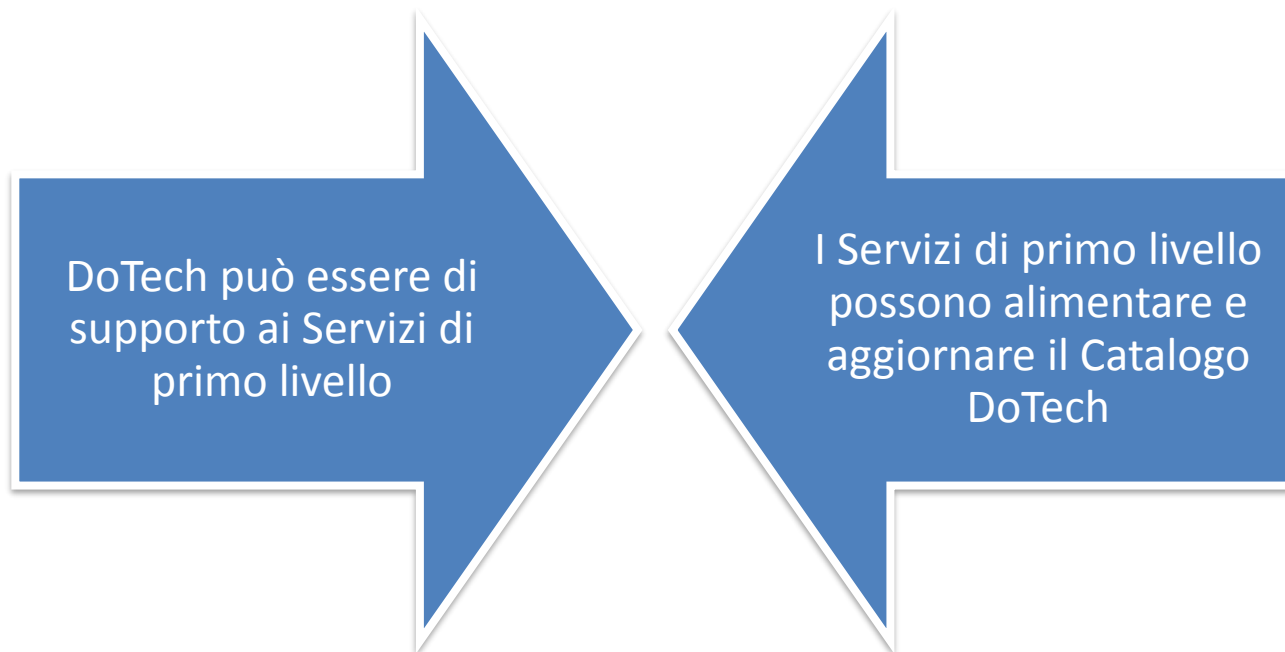 DoTech può essere di
supporto ai Servizi di
primo livello
I Servizi di primo livello
possono alimentare e
aggiornare il Catalogo
DoTech